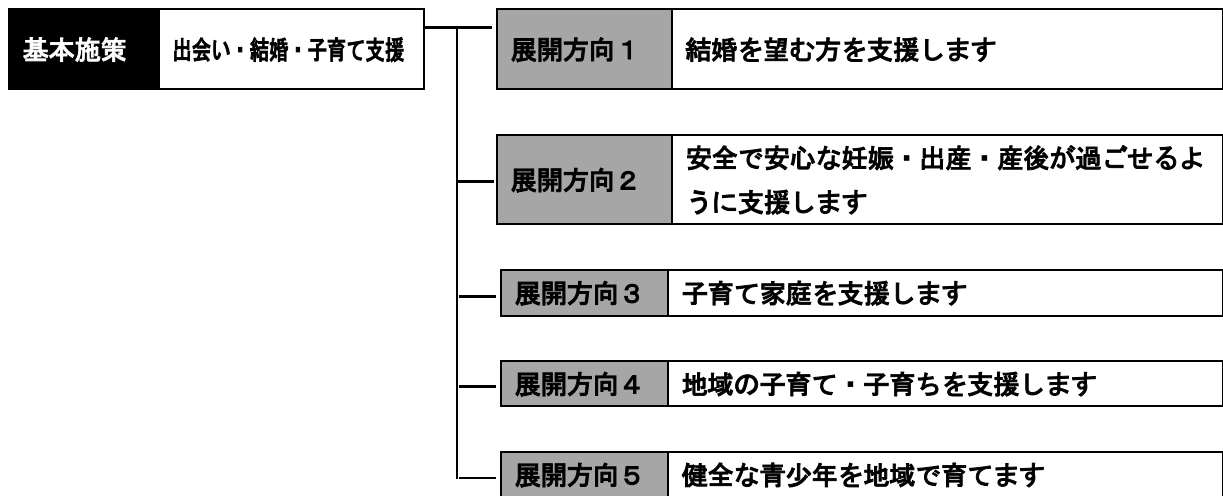 基本施策 出会い・結婚・子育て支援
展開方向1 結婚を望む方を支援します
展開方向2 安全で安心な妊娠・出産・産後が過ごせるよ
うに支援します
展開方向3 子育て家庭を支援します
展開方向4 地域の子育て・子育ちを支援します
展開方向5 健全な青少年を地域で育てます